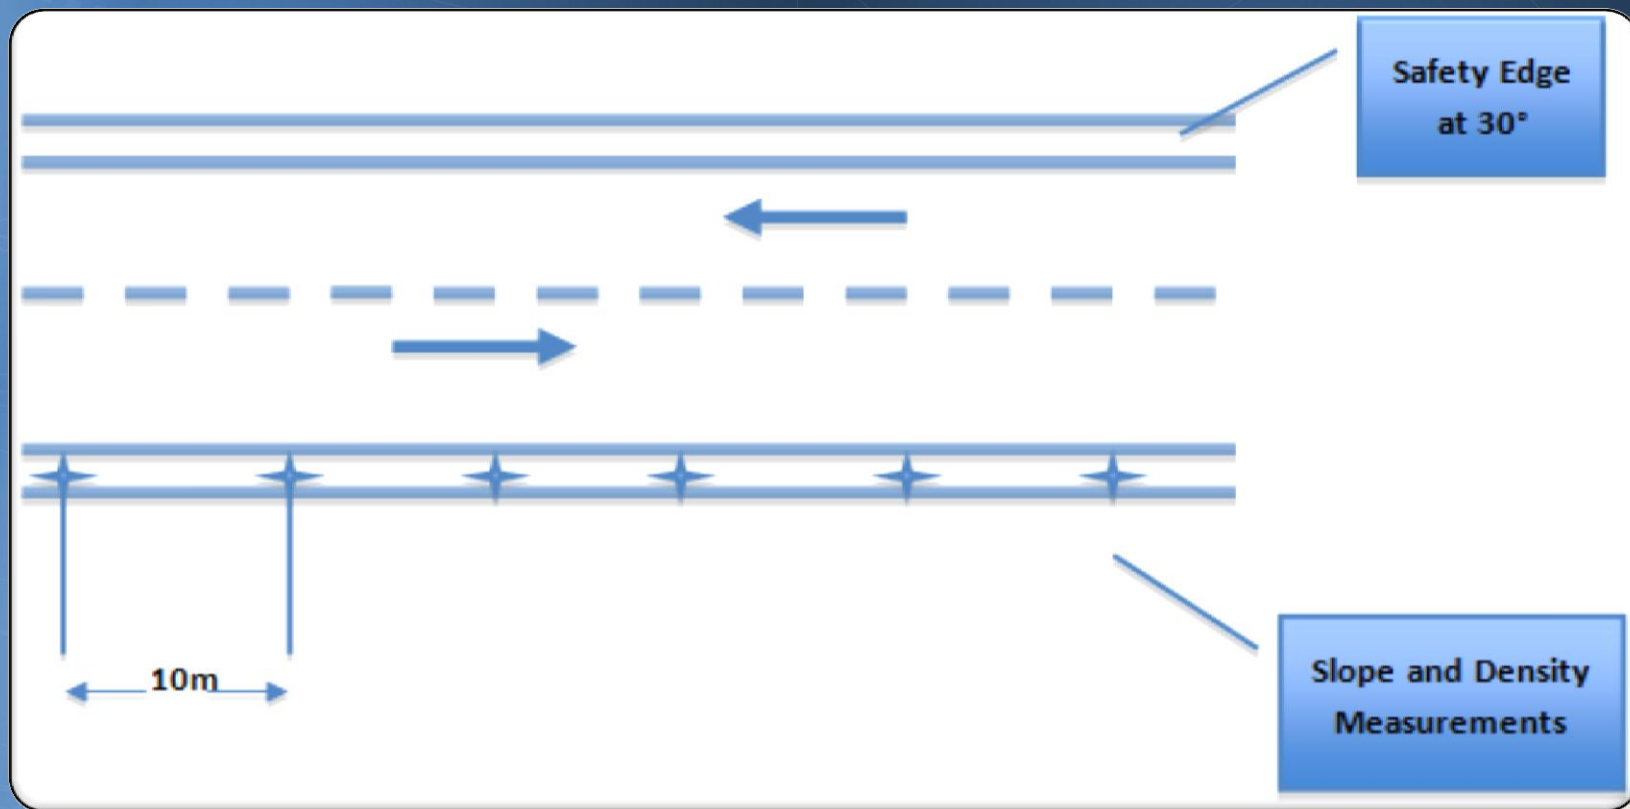 Safety Edge
at 30°
10m
Slope and Density
Measurements